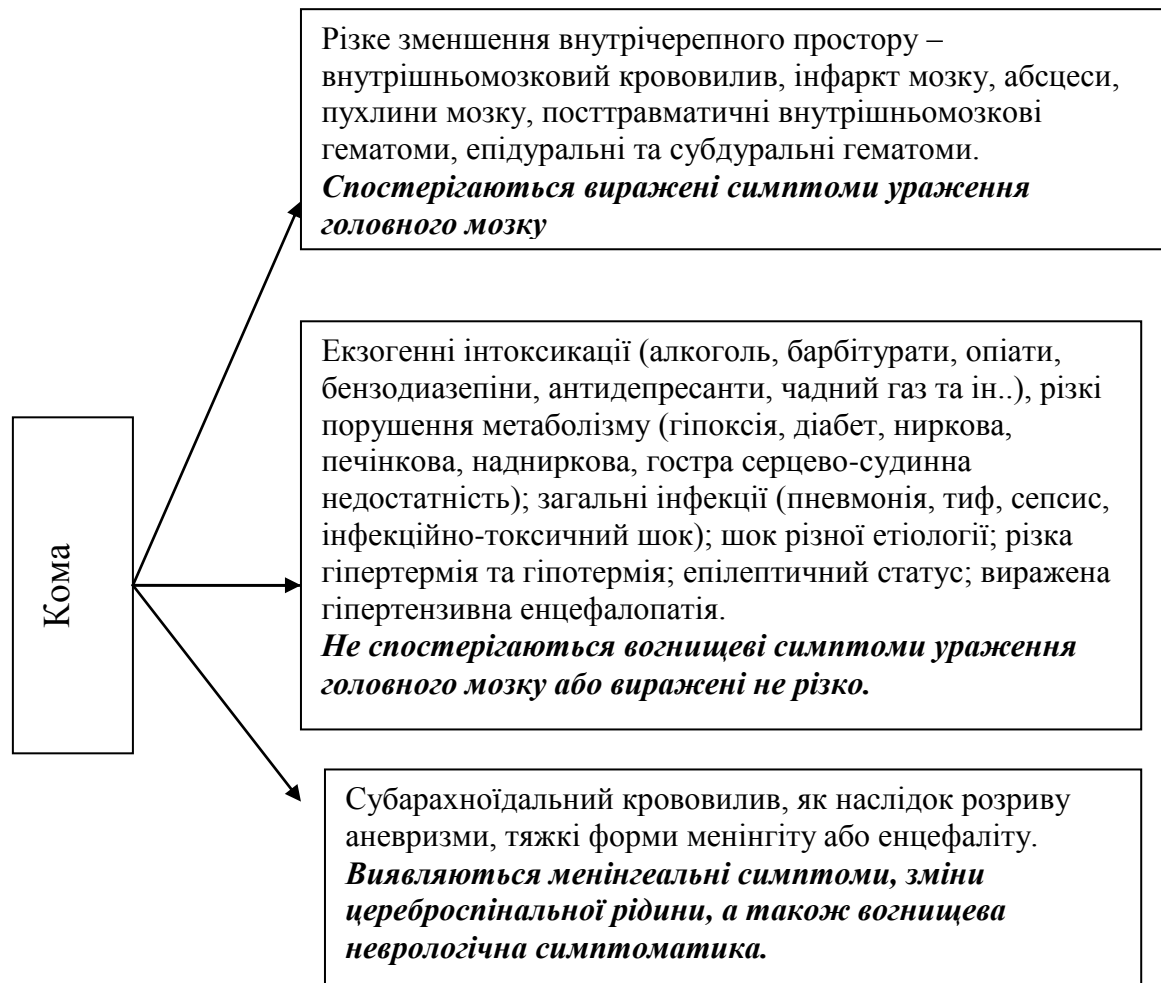 Різке зменшення внутрічерепного простору –
внутрішньомозковий крововилив, інфаркт мозку, абсцеси,
пухлини мозку, посттравматичні внутрішньомозкові
гематоми, епідуральні та субдуральні гематоми.
Спостерігаються виражені симптоми ураження
головного мозку
Кома
Екзогенні інтоксикації (алкоголь, барбітурати, опіати,
бензодиазепіни, антидепресанти, чадний газ та ін..), різкі
порушення метаболізму (гіпоксія, діабет, ниркова,
печінкова, надниркова, гостра серцево-судинна
недостатність); загальні інфекції (пневмонія, тиф, сепсис,
інфекційно-токсичний шок); шок різної етіології; різка
гіпертермія та гіпотермія; епілептичний статус; виражена
гіпертензивна енцефалопатія.
Не спостерігаються вогнищеві симптоми ураження
головного мозку або виражені не різко.
Субарахноїдальний крововилив, як наслідок розриву
аневризми, тяжкі форми менінгіту або енцефаліту.
Виявляються менінгеальні симптоми, зміни
цереброспінальної рідини, а також вогнищева
неврологічна симптоматика.